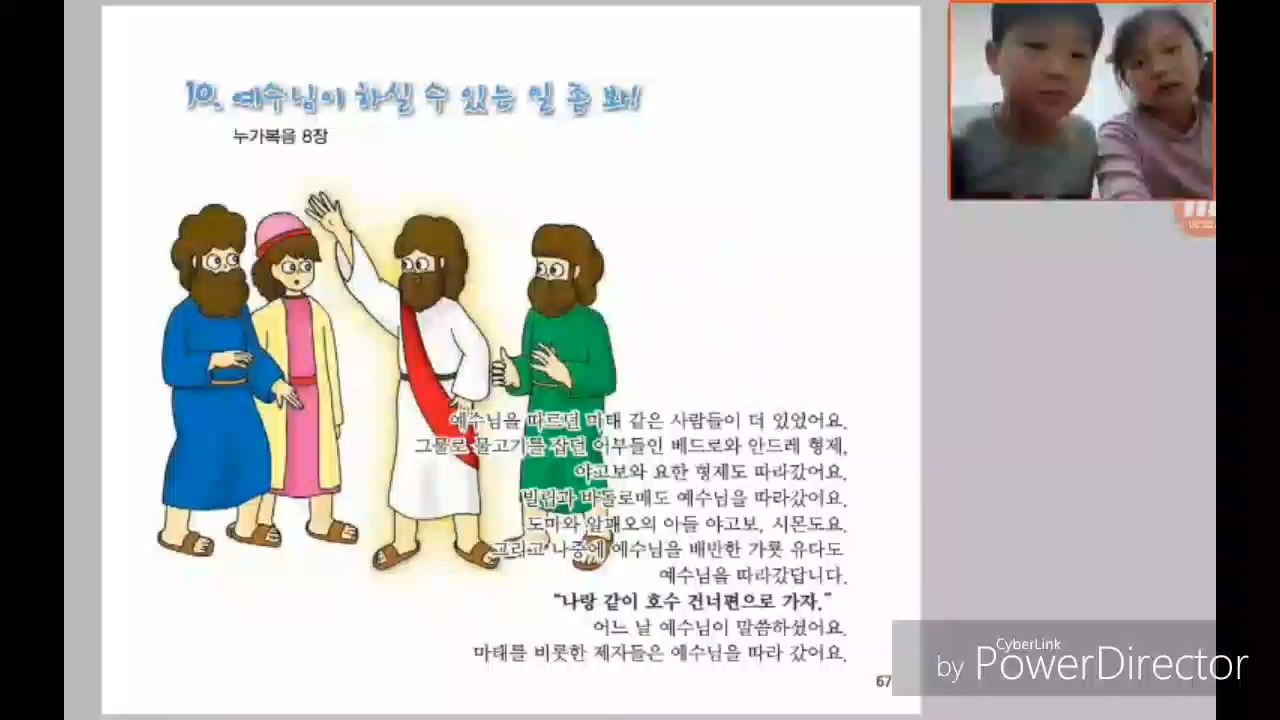 10. 예수님이 하실 수 있는 일 좀 봐!
누가복음 8장
예수님을 따르던 마태 같은 사람들이 더 있었어요.
그물로 물고기를 잡던 어부들인 베드로와 안드레 형제,
야고보와 요한 형제도 따라갔어요.
빌립과 바돌로매도 예수님을 따라갔어요.
도마와 알패오의 아들 야고보, 시몬도요.
그리고 나중에 예수님을 배반한 가룟 유다도
예수님을 따라갔답니다.
“나랑 같이 호수 건너편으로 가자.”
어느 날 예수님이 말씀하셨어요.
마태를 비롯한 제자들은 예수님을 따라 갔어요.
67
CyberLink
by PowerDirector